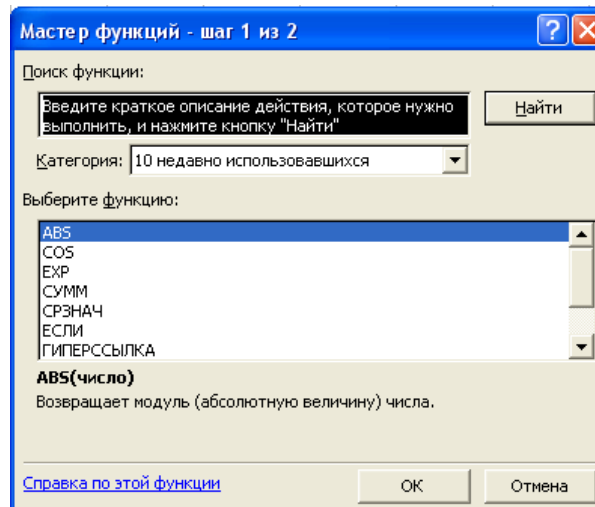 Мастер функций - шаг 1 из 2
Поиск функции:
Введите краткое описание действия, которое нужно
выполнить, и нажмите кнопку "Найти"
Найти
Категория: 10 недавно использовавшихся
Выберите функцию:
ABS
COS
EXP
СУММ
СРЗНАЧ
ЕСЛИ
ГИПЕРССЫЛКА
ABS(число)
Возвращает модуль (абсолютную величину) числа.
Справка по этой функции
ОК
Отмена